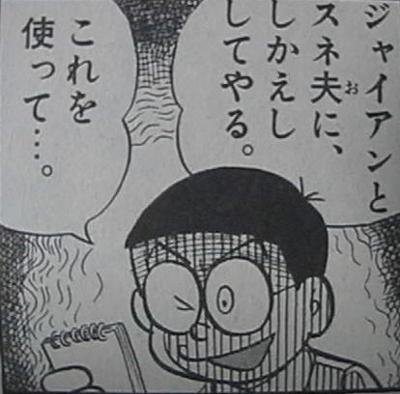 ジャイアンと
スネ夫に、
しかえし
してやる。
お
これを
使って…。